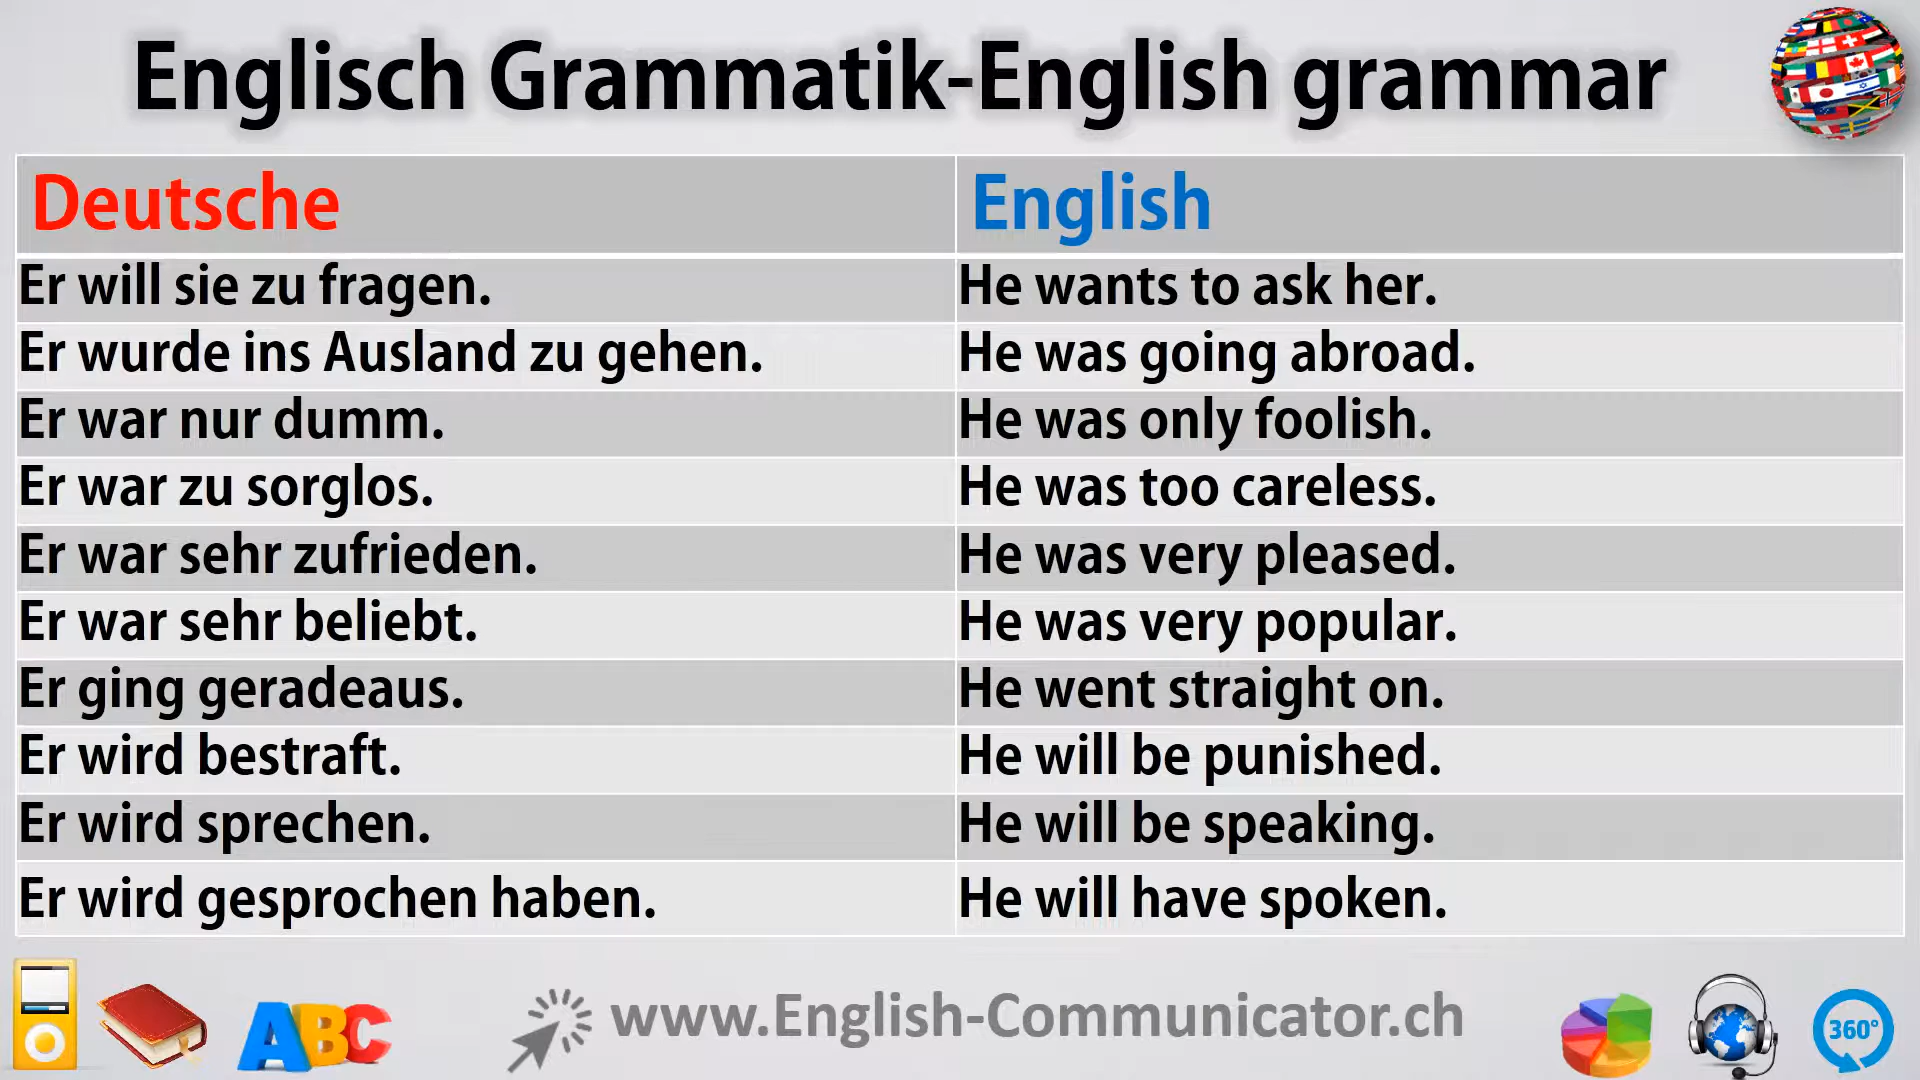 Englisch Grammatik-English grammar
Deutsche English
Er will sie zu fragen. He wants to ask her.
Er wurde ins Ausland zu gehen. He was going abroad.
Er war nur dumm. He was only foolish.
Er war zu sorglos. He was too careless.
Er war sehr zufrieden. He was very pleased.
Er war sehr beliebt. He was very popular.
Er ging geradeaus. He went straight on.
Er wird bestraft. He will be punished.
Er wird sprechen. He will be speaking.
Er wird gesprochen haben. He will have spoken.
ABC www.English-Communicator.ch 360°